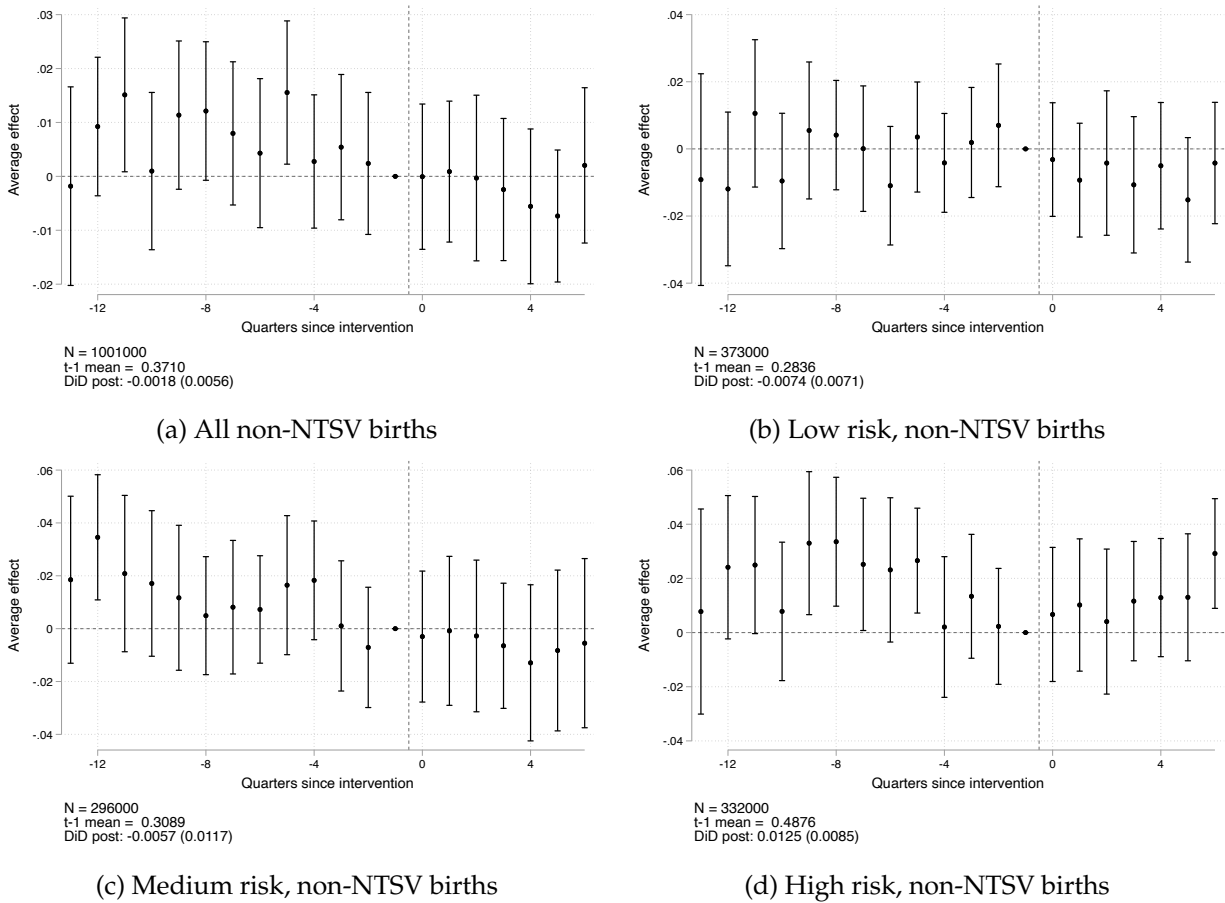 .03
.02
.01
0
-.01
-.02
Average effect
-12
-8
-4
0
4
Quarters since intervention
N = 1001000
t-1 mean = 0.3710
DiD post: -0.0018 (0.0056)
(a) All non-NTSV births
.04
.02
0
-.02
-.04
Average effect
-12
-8
-4
0
4
Quarters since intervention
N = 373000
t-1 mean = 0.2836
DiD post: -0.0074 (0.0071)
(b) Low risk, non-NTSV births
.06
.04
.02
0
-.02
-.04
Average effect
-12
-8
-4
0
4
Quarters since intervention
N = 296000
t-1 mean = 0.3089
DiD post: -0.0057 (0.0117)
(c) Medium risk, non-NTSV births
.06
.04
.02
0
-.02
-.04
Average effect
-12
-8
-4
0
4
Quarters since intervention
N = 332000
t-1 mean = 0.4876
DiD post: 0.0125 (0.0085)
(d) High risk, non-NTSV births